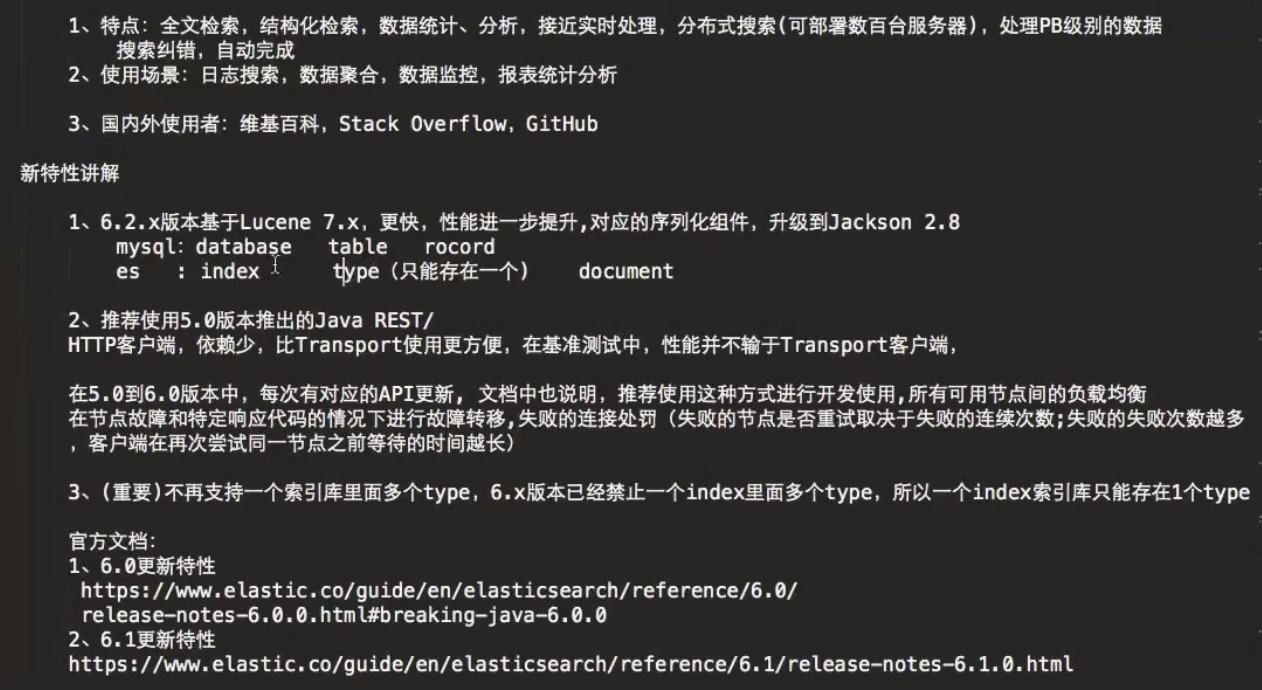 1、特点：全文检索，结构化检索，数据统计、分析，接近实时处理，分布式搜索(可部署数百台服务器)，处理PB级别的数据
搜索纠错，自动完成
2、使用场景：日志搜索，数据聚合，数据监控，报表统计分析
3、国内外使用者：维基百科，Stack Overflow，GitHub
新特性讲解
1、6.2.x版本基于Lucene 7.x，更快，性能进一步提升,对应的序列化组件，升级到Jackson 2.8
mysql：database table rocord
es : index type（只能存在一个） document
2、推荐使用5.0版本推出的Java REST/
HTTP客户端，依赖少，比Transport使用更方便，在基准测试中，性能并不输于Transport客户端，
在5.0到6.0版本中，每次有对应的API更新, 文档中也说明，推荐使用这种方式进行开发使用,所有可用节点间的负载均衡
在节点故障和特定响应代码的情况下进行故障转移,失败的连接处罚（失败的节点是否重试取决于失败的连续次数;失败的失败次数越多
，客户端在再次尝试同一节点之前等待的时间越长）
3、(重要)不再支持一个索引库里面多个type，6.x版本已经禁止一个index里面多个type，所以一个index索引库只能存在1个type
官方文档：
1、6.0更新特性
https://www.elastic.co/guide/en/elasticsearch/reference/6.0/
release-notes-6.0.0.html#breaking-java-6.0.0
2、6.1更新特性
https://www.elastic.co/guide/en/elasticsearch/reference/6.1/release-notes-6.1.0.html